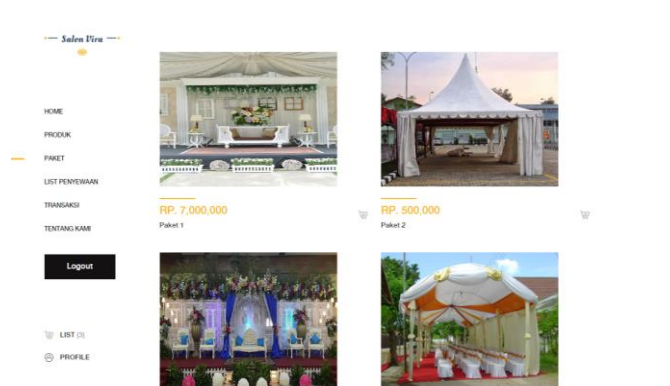 Salon Vira
HOME
PRODUK
PAKET
LIST PENYEWAAN
TRANSAKSI
TENTANG KAMI
Logout
LIST (3)
PROFILE
RP. 7,000,000
Paket 1
RP. 500,000
Paket 2